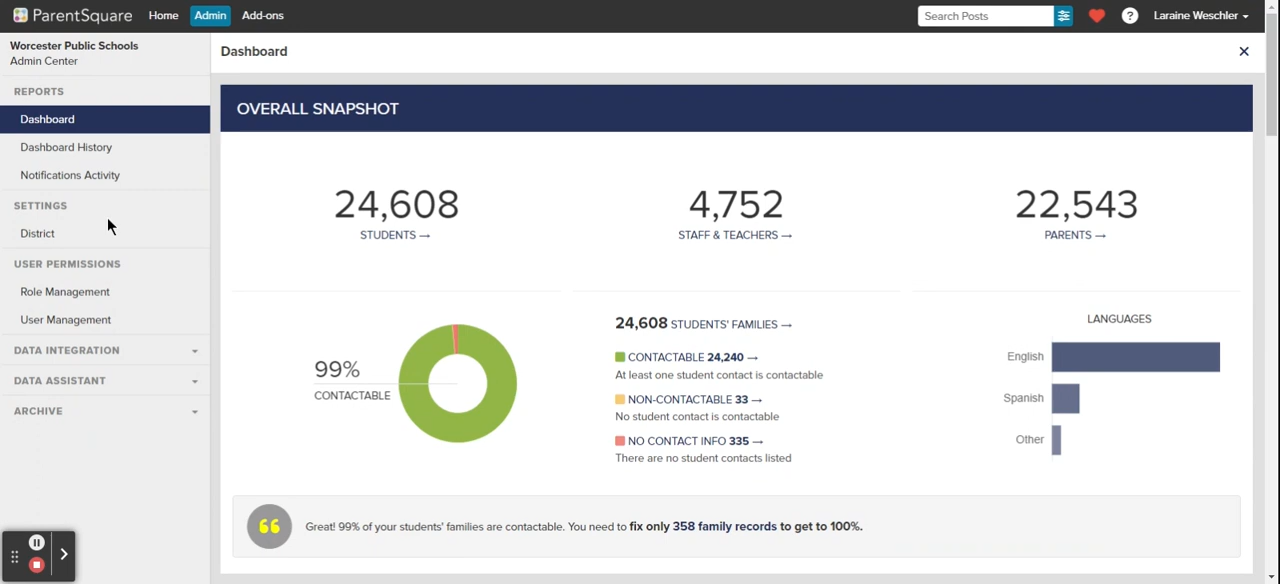 ParentSquare Home Admin Add-ons Search Posts ? Laraine Weschler
Worcester Public Schools
Admin Center
REPORTS
Dashboard
Dashboard History
Notifications Activity
SETTINGS
District
USER PERMISSIONS
Role Management
User Management
DATA INTEGRATION
DATA ASSISTANT
ARCHIVE
Dashboard
OVERALL SNAPSHOT
24,608
STUDENTS →
4,752
STAFF & TEACHERS →
22,543
PARENTS →
99%
CONTACTABLE
24,608 STUDENTS' FAMILIES →
CONTACTABLE 24,240 →
At least one student contact is contactable
NON-CONTACTABLE 33 →
No student contact is contactable
NO CONTACT INFO 335 →
There are no student contacts listed
LANGUAGES
English
Spanish
Other
Great! 99% of your students' families are contactable. You need to fix only 358 family records to get to 100%.